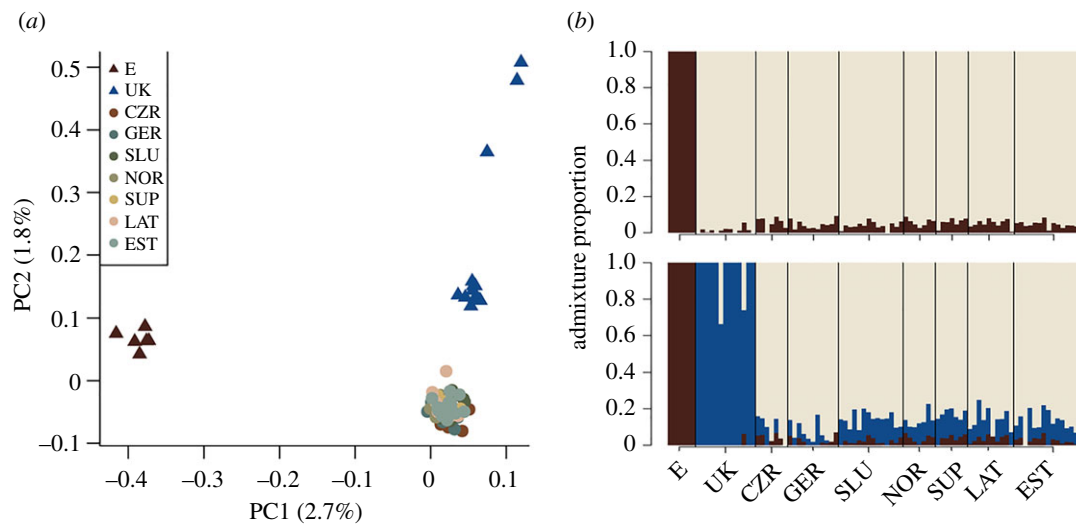 (a)
0.5
0.4
0.3
0.2
0.1
0
–0.1
PC2 (1.8%)
E
UK
CZR
GER
SLU
NOR
SUP
LAT
EST
–0.4
–0.3
–0.2
–0.1
0
0.1
PC1 (2.7%)
(b)
1.0
0.8
0.6
0.4
0.2
0
1.0
0.8
0.6
0.4
0.2
0
admixture proportion
E
UK
CZR
GER
SLU
NOR
SUP
LAT
EST